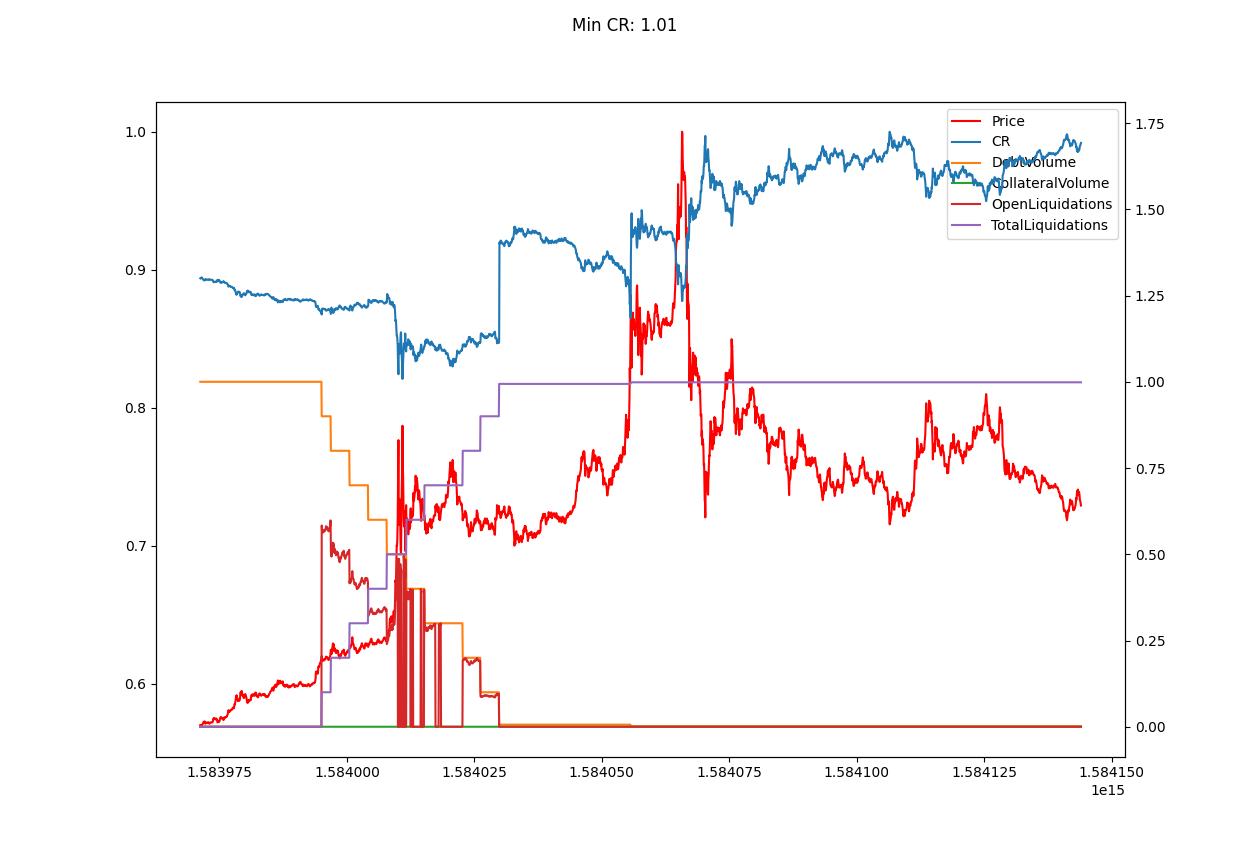 Min CR: 1.01
1.0
0.9
0.8
0.7
0.6
1.75
1.50
1.25
1.00
0.75
0.50
0.25
0.00
Price
CR
DebtVolume
CollateralVolume
OpenLiquidations
TotalLiquidations
1.583975 1.584000 1.584025 1.584050 1.584075 1.584100 1.584125 1.584150
1e15